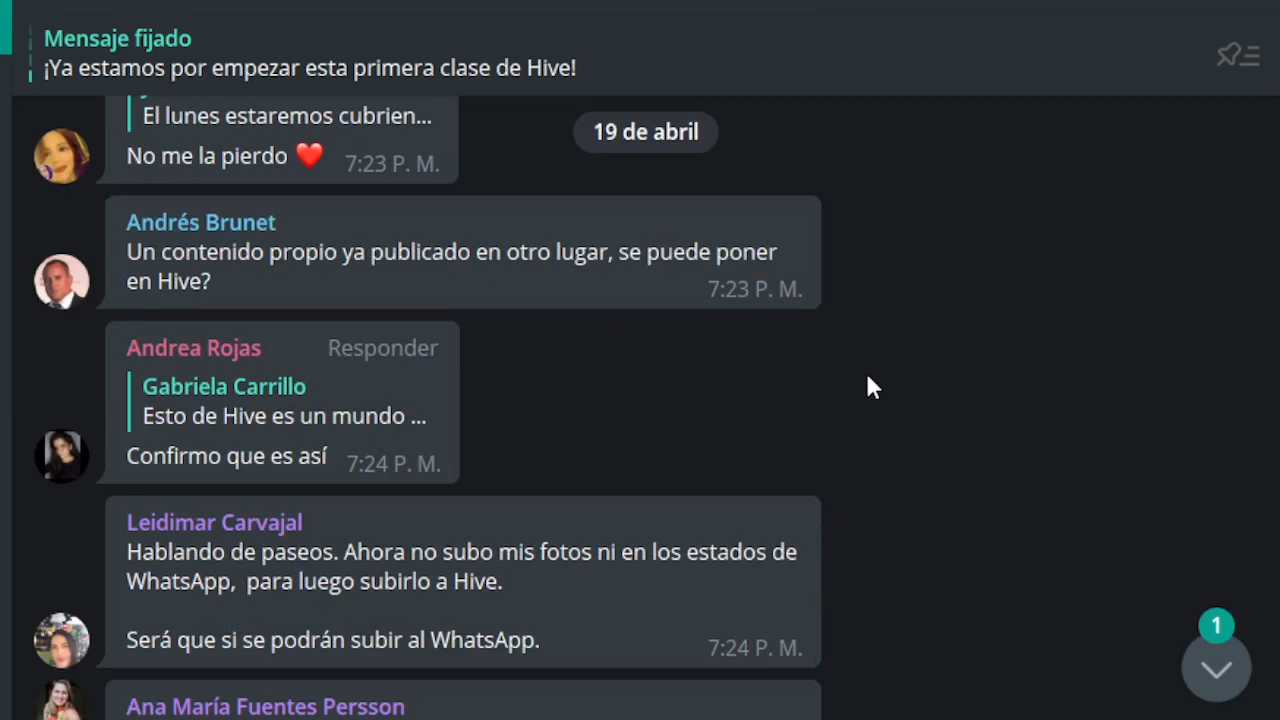 Mensaje fijado
¡Ya estamos por empezar esta primera clase de Hive!
El lunes estaremos cubrien...
19 de abril
No me la pierdo ❤️ 7:23 P. M.
Andrés Brunet
Un contenido propio ya publicado en otro lugar, se puede poner
en Hive?
7:23 P. M.
Andrea Rojas Responder
Gabriela Carrillo
Esto de Hive es un mundo ...
Confirmo que es así 7:24 P. M.
Leidimar Carvajal
Hablando de paseos. Ahora no subo mis fotos ni en los estados de
WhatsApp, para luego subirlo a Hive.
Será que si se podrán subir al WhatsApp.
7:24 P. M.
1
Ana María Fuentes Persson